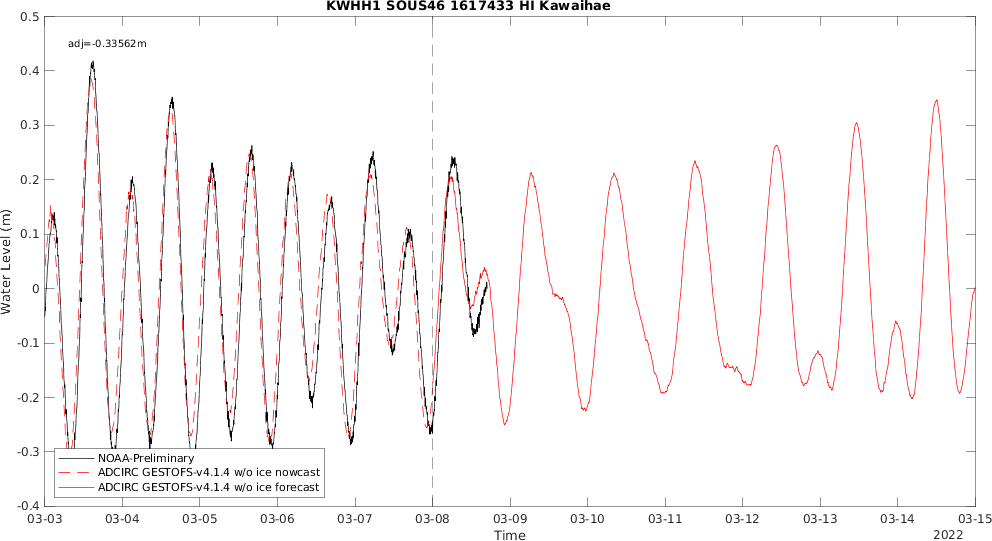 KWHH1 SOUS46 1617433 HI Kawaihae
adj=-0.33562m
0.5
0.4
0.3
0.2
0.1
0
-0.1
-0.2
-0.3
-0.4
Water Level (m)
NOAA-Preliminary
ADCIRC GESTOFS-v4.1.4 w/o ice nowcast
ADCIRC GESTOFS-v4.1.4 w/o ice forecast
03-03 03-04 03-05 03-06 03-07 03-08 03-09 03-10 03-11 03-12 03-13 03-14 03-15
Time
2022